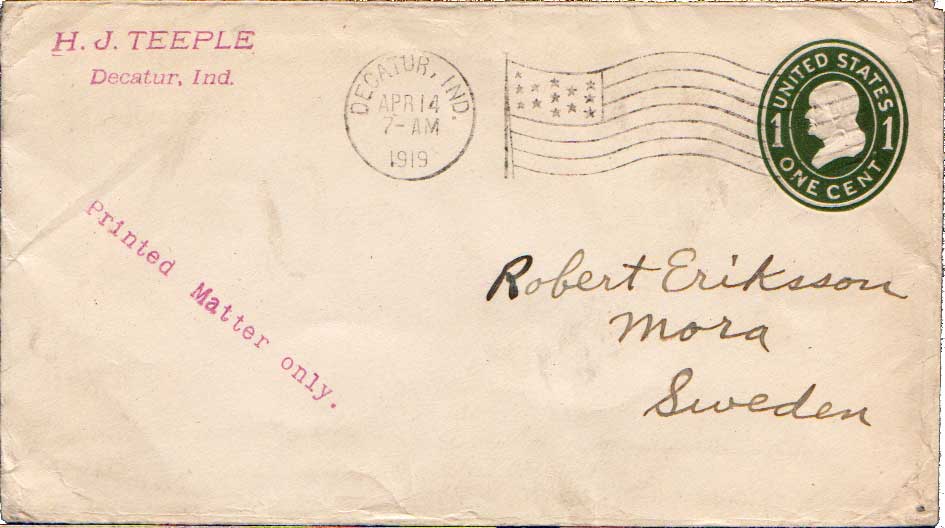 H. J. TEEPLE
Decatur, Ind.
DECATUR, IND.
APR 14
7-AM
1919
UNITED STATES
1 1
ONE CENT
Printed Matter only.
Robert Eriksson
Mora
Sweden